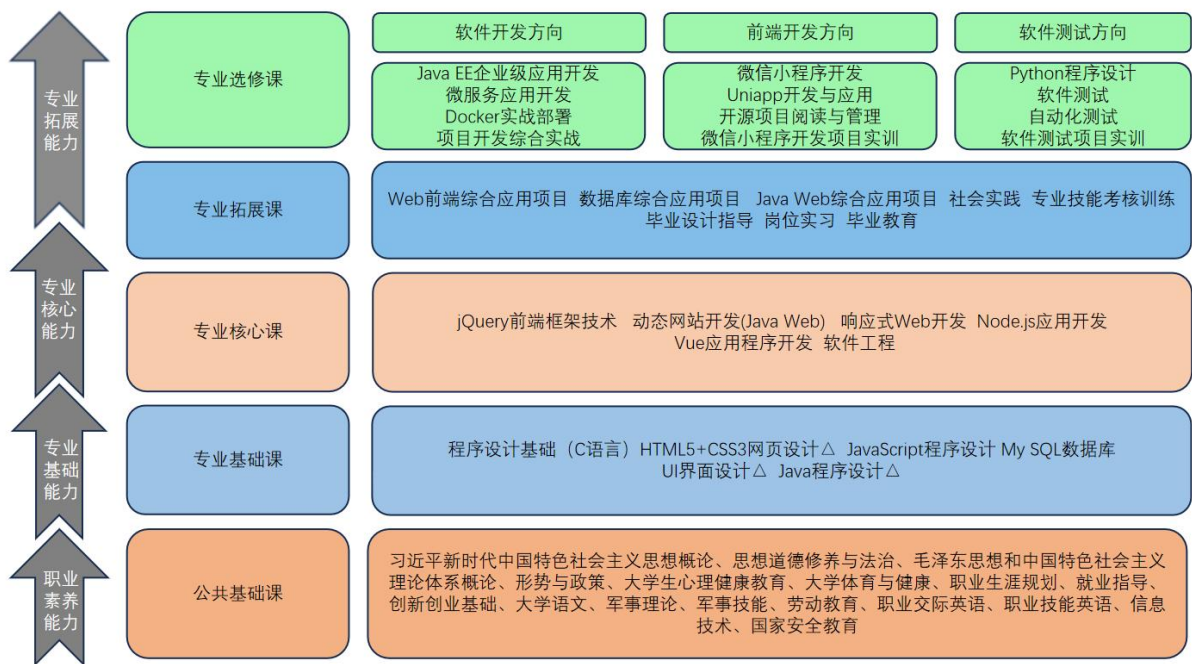 专业
拓展
能力
专业选修课
软件开发方向
前端开发方向
软件测试方向
Java EE企业级应用开发
微服务应用开发
Docker实战部署
项目开发综合实战
微信小程序开发
Uniapp开发与应用
开源项目阅读与管理
微信小程序开发项目实训
Python程序设计
软件测试
自动化测试
软件测试项目实训
专业拓展课
Web前端综合应用项目 数据库综合应用项目 Java Web综合应用项目 社会实践 专业技能考核训练
毕业设计指导 岗位实习 毕业教育
专业
核心
能力
专业核心课
jQuery前端框架技术 动态网站开发(Java Web) 响应式Web开发 Node.js应用开发
Vue应用程序开发 软件工程
专业
基础
能力
专业基础课
程序设计基础（C语言）HTML5+CSS3网页设计△ JavaScript程序设计 My SQL数据库
UI界面设计△ Java程序设计△
职业
素养
能力
公共基础课
习近平新时代中国特色社会主义思想概论、思想道德修养与法治、毛泽东思想和中国特色社会主义
理论体系概论、形势与政策、大学生心理健康教育、大学体育与健康、职业生涯规划、就业指导、
创新创业基础、大学语文、军事理论、军事技能、劳动教育、职业交际英语、职业技能英语、信息
技术、国家安全教育